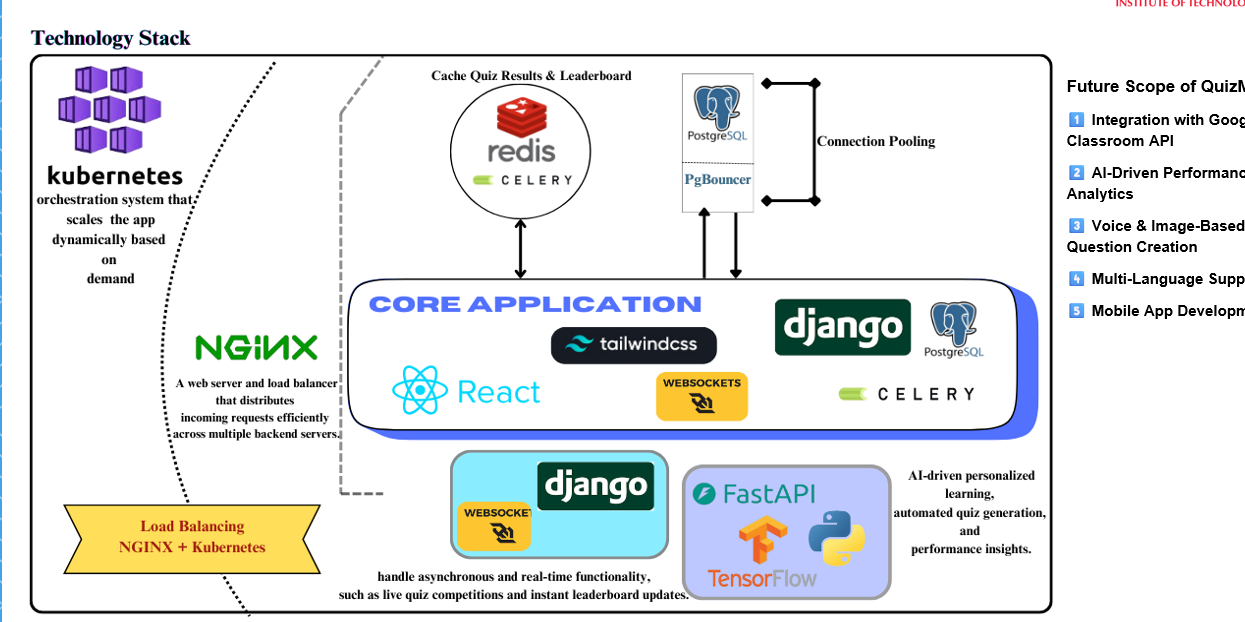 INSTITUTE OF TECHNOLO
Technology Stack
kubernetes
orchestration system that
scales the app
dynamically based
on
demand
NGINX
A web server and load balancer
that distributes
incoming requests efficiently
across multiple backend servers.
Load Balancing
NGINX + Kubernetes
Cache Quiz Results & Leaderboard
redis
CELERY
PostgreSQL
PgBouncer
Connection Pooling
CORE APPLICATION
tailwindcss
django
PostgreSQL
React
WEBSOCKETS
CELERY
django
WEBSOCKET
handle asynchronous and real-time functionality,
such as live quiz competitions and instant leaderboard updates.
FastAPI
TensorFlow
AI-driven personalized
learning,
automated quiz generation,
and
performance insights.
Future Scope of QuizM
1 Integration with Goog
Classroom API
2 AI-Driven Performanc
Analytics
3 Voice & Image-Based
Question Creation
4 Multi-Language Supp
5 Mobile App Developm